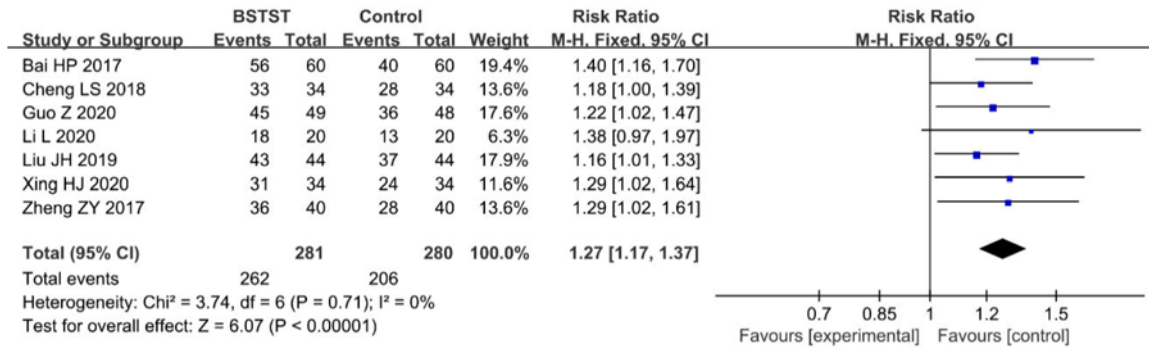 BSTST Control Risk Ratio Risk Ratio
Study or Subgroup Events Total Events Total Weight M-H, Fixed, 95% CI M-H, Fixed, 95% CI
Bai HP 2017 56 60 40 60 19.4% 1.40 [1.16, 1.70]
Cheng LS 2018 33 34 28 34 13.6% 1.18 [1.00, 1.39]
Guo Z 2020 45 49 36 48 17.6% 1.22 [1.02, 1.47]
Li L 2020 18 20 13 20 6.3% 1.38 [0.97, 1.97]
Liu JH 2019 43 44 37 44 17.9% 1.16 [1.01, 1.33]
Xing HJ 2020 31 34 24 34 11.6% 1.29 [1.02, 1.64]
Zheng ZY 2017 36 40 28 40 13.6% 1.29 [1.02, 1.61]
Total (95% CI) 281 280 100.0% 1.27 [1.17, 1.37]
Total events 262 206
Heterogeneity: Chi² = 3.74, df = 6 (P = 0.71); I² = 0%
Test for overall effect: Z = 6.07 (P < 0.00001)
0.7 0.85 1 1.2 1.5
Favours [experimental] Favours [control]